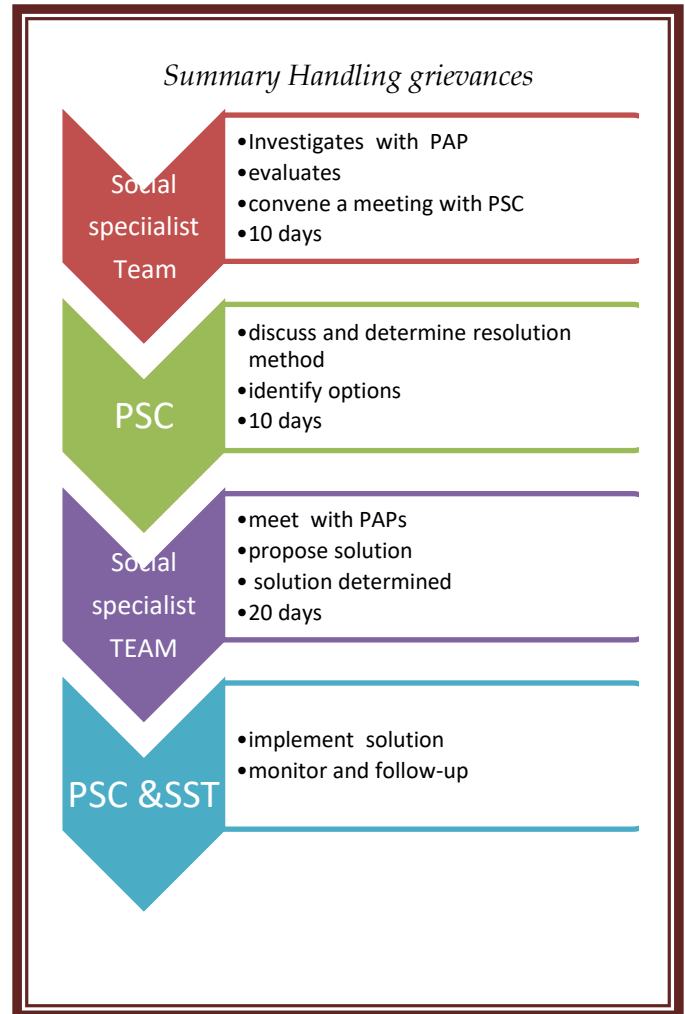 Summary Handling grievances
Social
speciialist
Team
•Investigates with PAP
•evaluates
•convene a meeting with PSC
•10 days
PSC
•discuss and determine resolution
method
•identify options
•10 days
Social
specialist
TEAM
•meet with PAPs
•propose solution
• solution determined
•20 days
PSC &SST
•implement solution
•monitor and follow-up